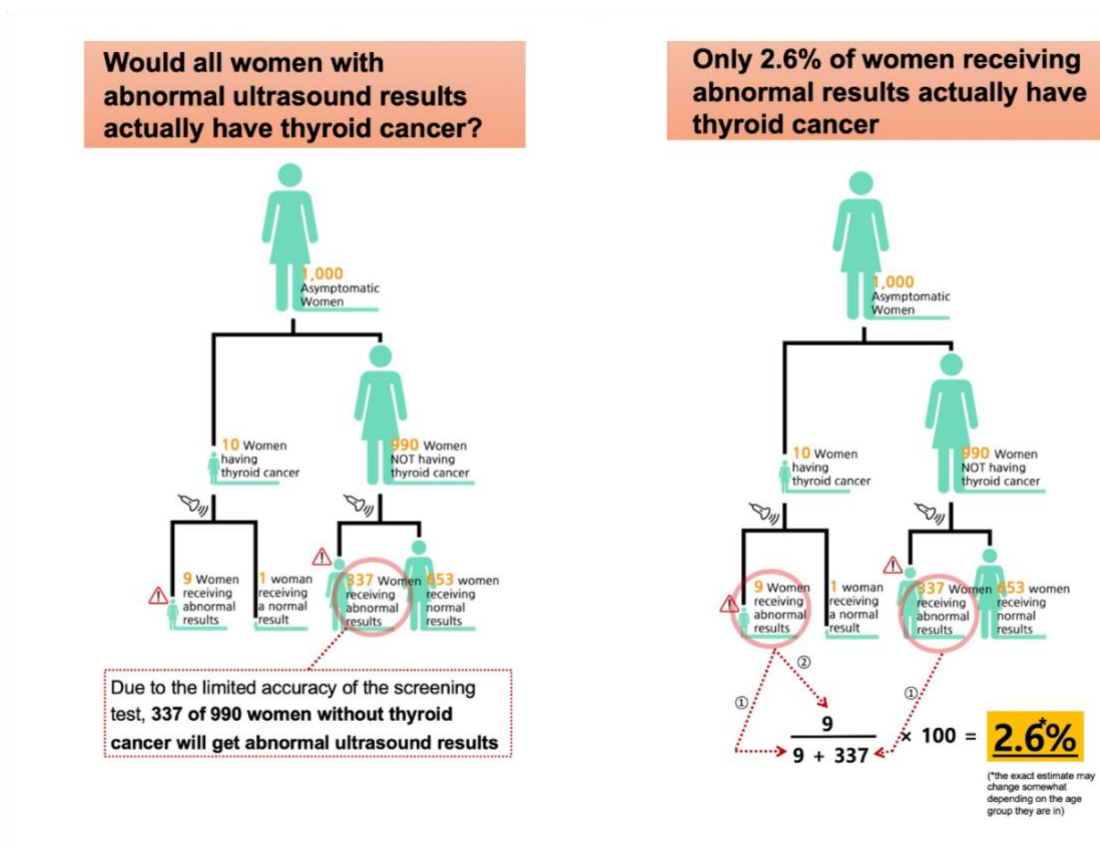 Would all women with
abnormal ultrasound results
actually have thyroid cancer?
1,000
Asymptomatic
Women
10 Women
having
thyroid cancer
990 Women
NOT having
thyroid cancer
9 Women
receiving
abnormal
results
1 woman
receiving
a normal
result
337 Women
receiving
abnormal
results
653 women
receiving
normal
results
Due to the limited accuracy of the screening
test, 337 of 990 women without thyroid
cancer will get abnormal ultrasound results
Only 2.6% of women receiving
abnormal results actually have
thyroid cancer
1,000
Asymptomatic
Women
10 Women
having
thyroid cancer
990 Women
NOT having
thyroid cancer
9 Women
receiving
abnormal
results
1 woman
receiving
a normal
result
337 Women
receiving
abnormal
results
653 women
receiving
normal
results
①
②
①
9
9 + 337
× 100 =
2.6%*
(*the exact estimate may
change somewhat
depending on the age
group they are in)